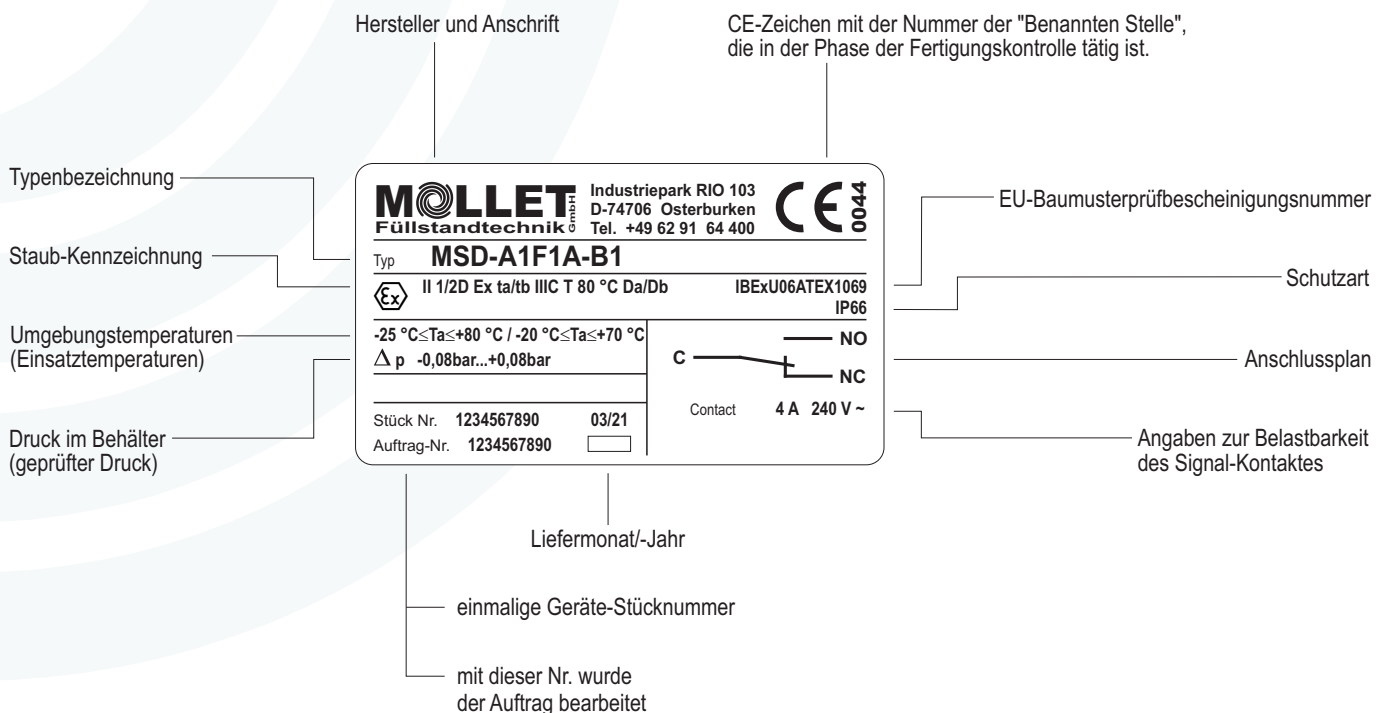 Hersteller und Anschrift
CE-Zeichen mit der Nummer der "Benannten Stelle",
die in der Phase der Fertigungskontrolle tätig ist.
Typenbezeichnung
Staub-Kennzeichnung
Umgebungstemperaturen
(Einsatztemperaturen)
Druck im Behälter
(geprüfter Druck)
MOLLET GmbH
Füllstandtechnik
Industriepark RIO 103
D-74706 Osterburken
Tel. +49 62 91 64 400
CE 0044
Typ MSD-A1F1A-B1
Ex II 1/2D Ex ta/tb IIIC T 80 °C Da/Db IBExU06ATEX1069
IP66
-25 °C≤Ta≤+80 °C / -20 °C≤Ta≤+70 °C
Δ p -0,08bar...+0,08bar
NO
C
NC
Contact 4 A 240 V ~
Stück Nr. 1234567890 03/21
Auftrag-Nr. 1234567890
EU-Baumusterprüfbescheinigungsnummer
Schutzart
Anschlussplan
Angaben zur Belastbarkeit
des Signal-Kontaktes
Liefermonat/-Jahr
einmalige Geräte-Stücknummer
mit dieser Nr. wurde
der Auftrag bearbeitet